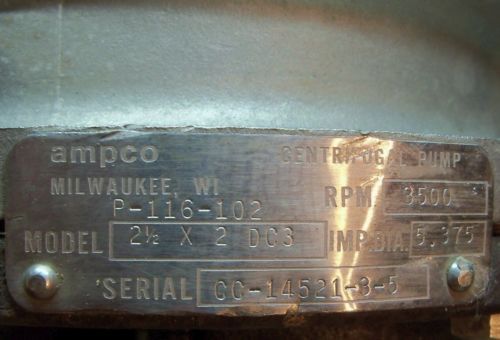 ampco CENTRIFUGAL PUMP
MILWAUKEE, WI RPM 3500
P-116-102
MODEL 2½ X 2 DC3 IMP.DIA. 5.375
SERIAL CC-14521-3-5